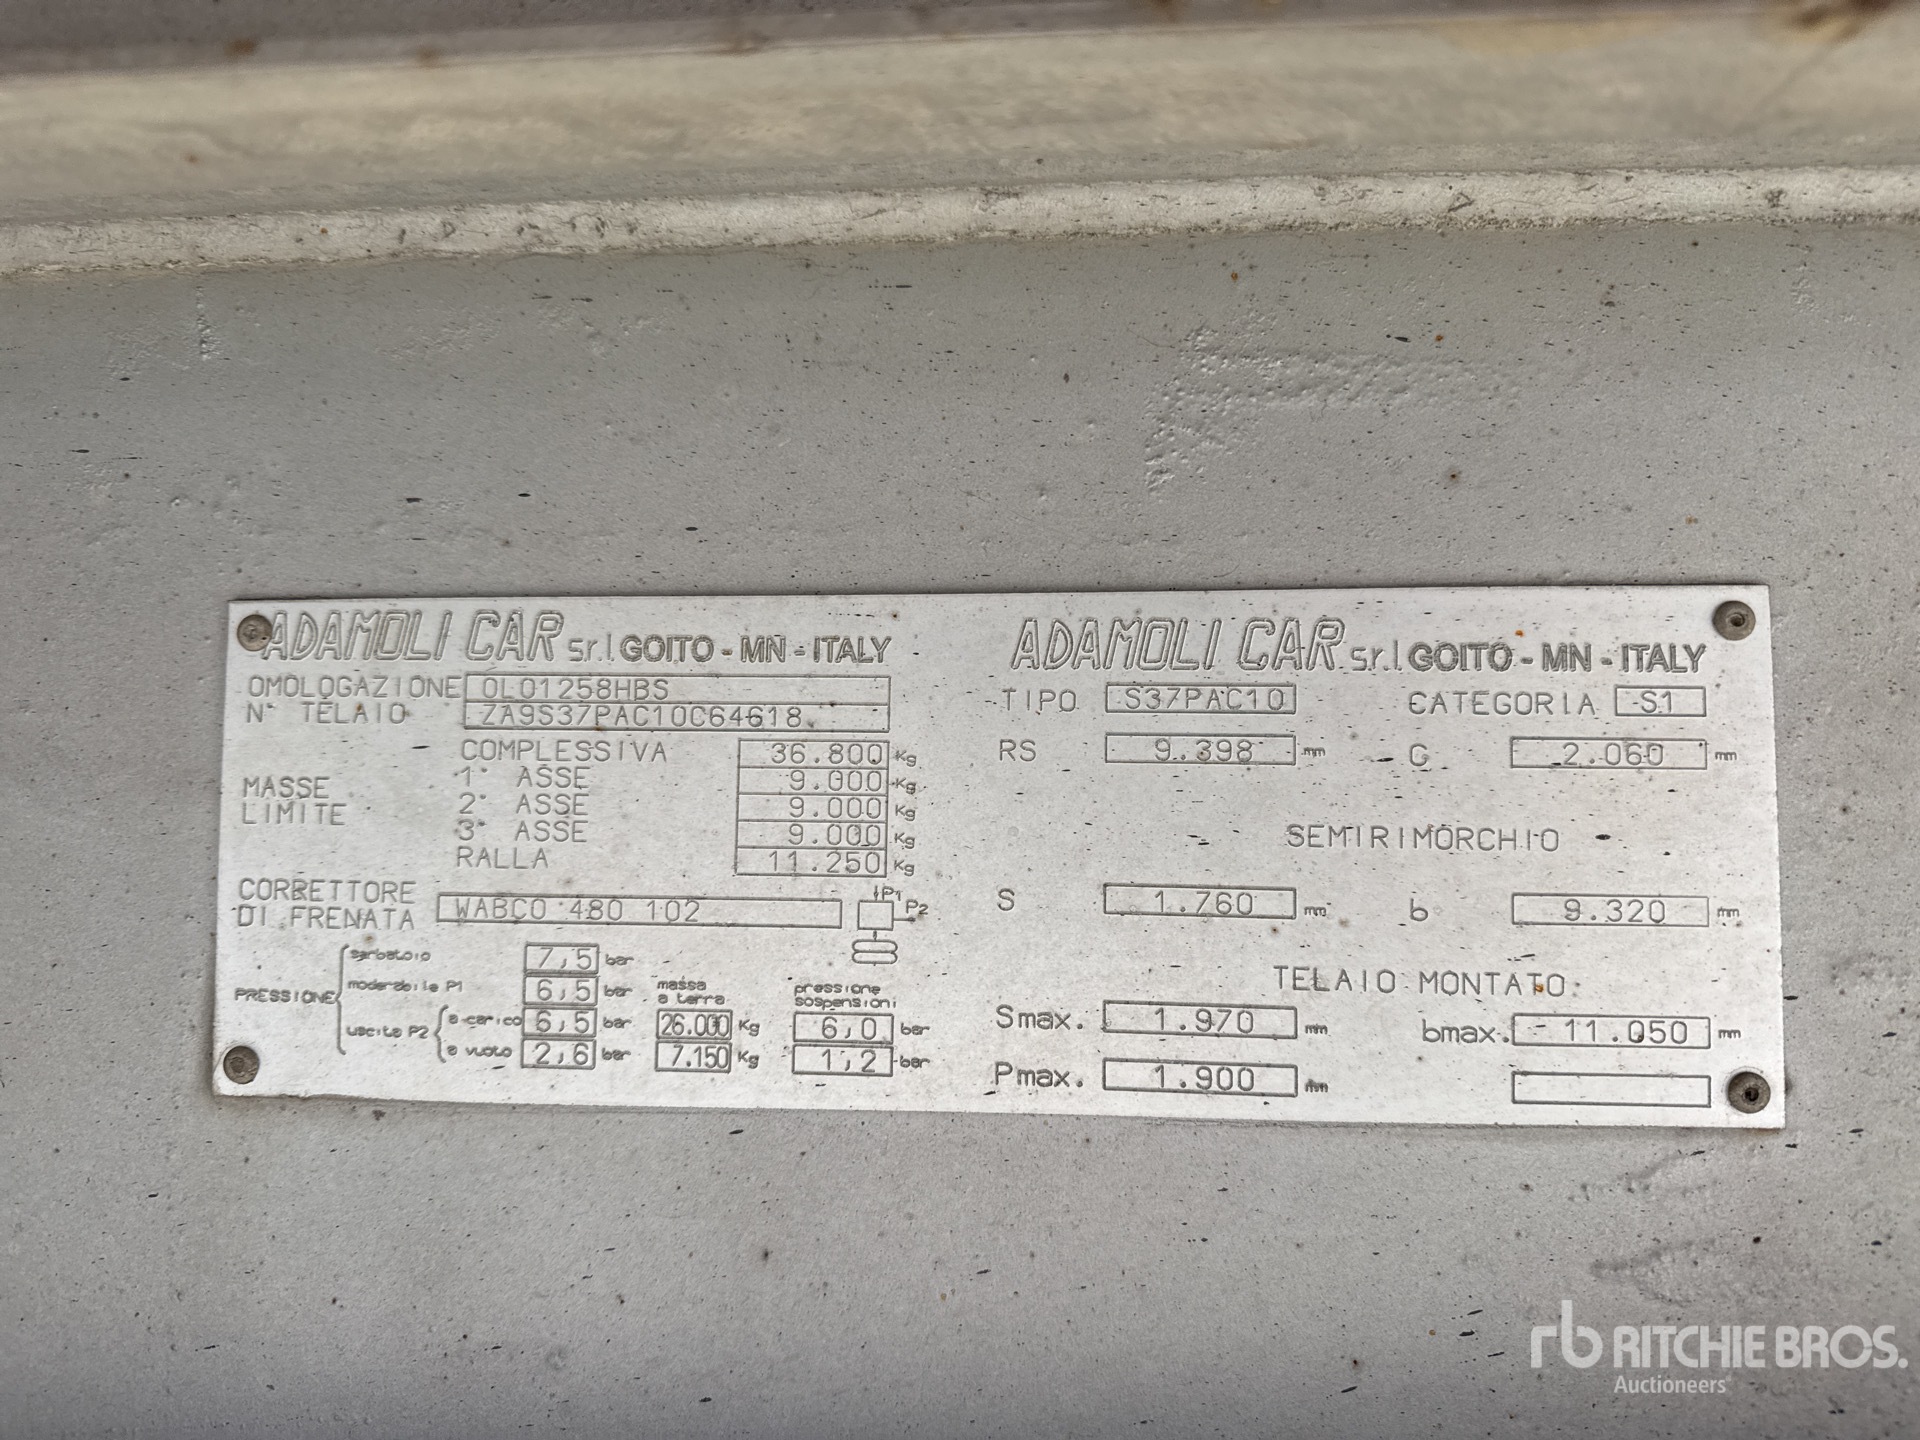 ADAMOLI CAR s.r.l. GOITO - MN - ITALY
OMOLOGAZIONE OL01258HBS
N° TELAIO ZA9S37PAC10C64618
MASSE LIMITE
COMPLESSIVA 36.800 Kg
1° ASSE 9.000 Kg
2° ASSE 9.000 Kg
3° ASSE 9.000 Kg
RALLA 11.250 Kg
CORRETTORE DI FRENATA WABCO 480 102
P1
P2
PRESSIONE
serbatoio 7,5 bar
moderabile P1 6,5 bar
massa a terra
pressione sospensioni
uscita P2
a carico 6,5 bar 26.000 Kg 6,0 bar
a vuoto 2,6 bar 7.150 Kg 1,2 bar
ADAMOLI CAR s.r.l. GOITO - MN - ITALY
TIPO S37PAC10 CATEGORIA S1
RS 9.398 mm G 2.060 mm
SEMIRIMORCHIO
S 1.760 mm b 9.320 mm
TELAIO MONTATO
Smax. 1.970 mm bmax. 11.050 mm
Pmax. 1.900 mm
rb RITCHIE BROS.
Auctioneers